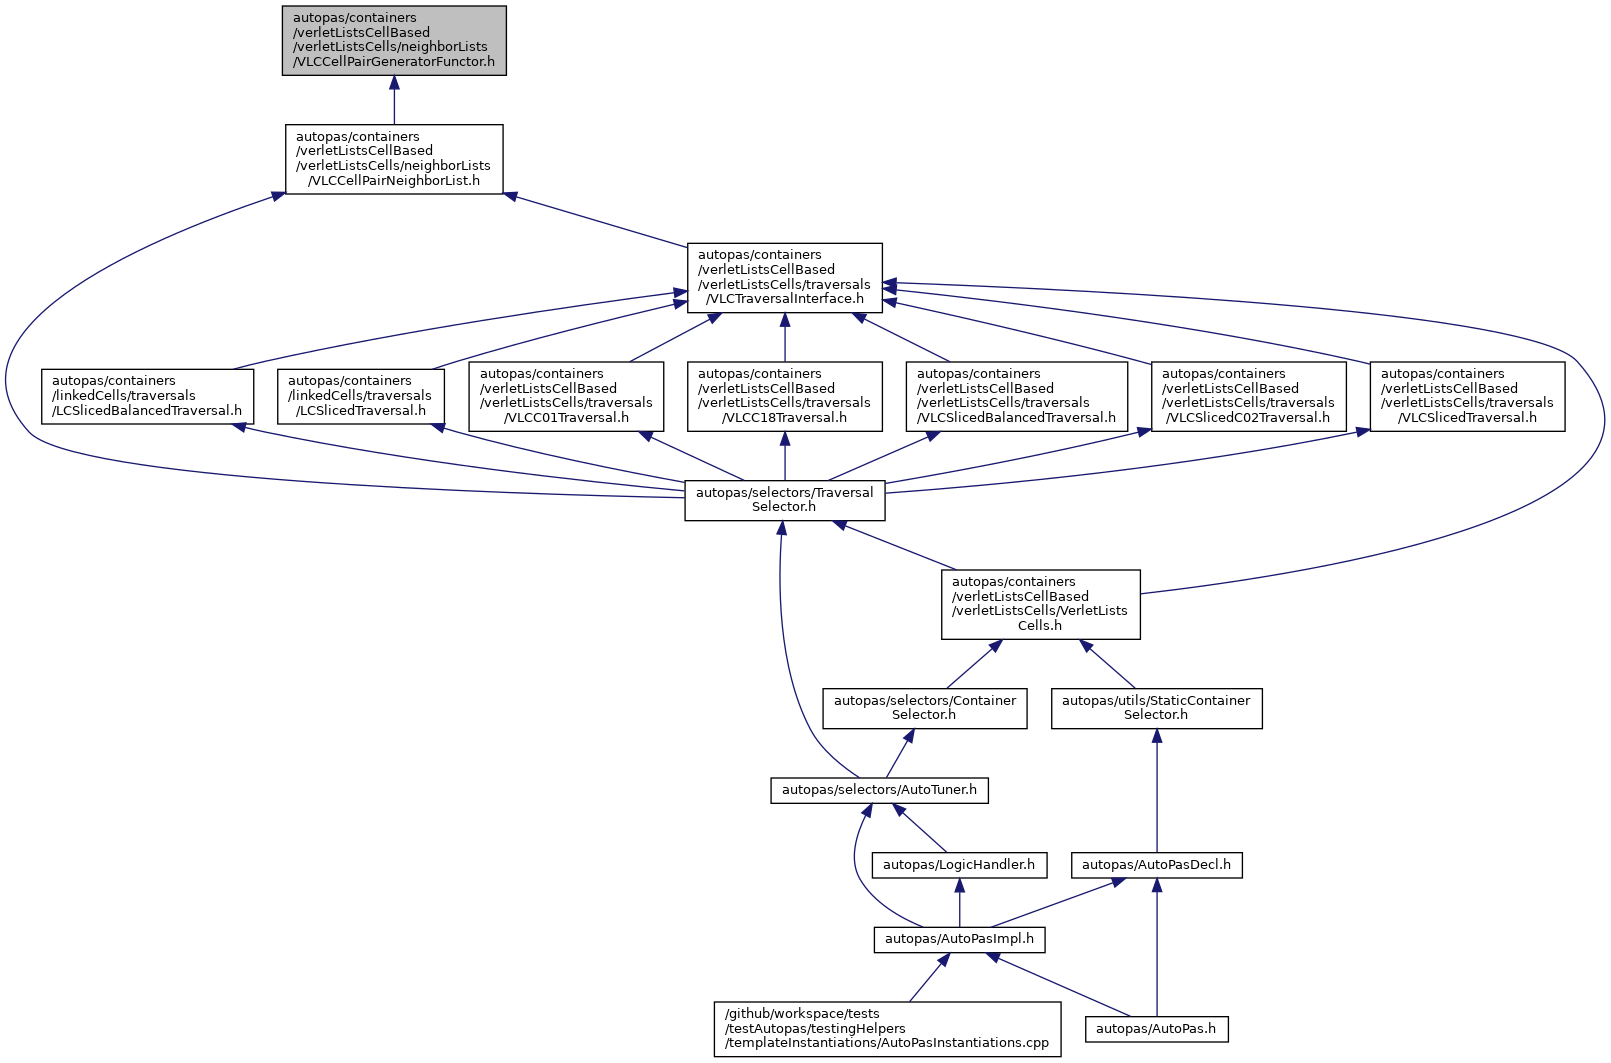 autopas/containers
/verletListsCellBased
/verletListsCells/neighborLists
/VLCCellPairGeneratorFunctor.h
autopas/containers
/verletListsCellBased
/verletListsCells/neighborLists
/VLCCellPairNeighborList.h
autopas/containers
/verletListsCellBased
/verletListsCells/traversals
/VLCTraversalInterface.h
autopas/containers
/linkedCells/traversals
/LCSlicedBalancedTraversal.h
autopas/containers
/linkedCells/traversals
/LCSlicedTraversal.h
autopas/containers
/verletListsCellBased
/verletListsCells/traversals
/VLCC01Traversal.h
autopas/containers
/verletListsCellBased
/verletListsCells/traversals
/VLCC18Traversal.h
autopas/containers
/verletListsCellBased
/verletListsCells/traversals
/VLCSlicedBalancedTraversal.h
autopas/containers
/verletListsCellBased
/verletListsCells/traversals
/VLCSlicedC02Traversal.h
autopas/containers
/verletListsCellBased
/verletListsCells/traversals
/VLCSlicedTraversal.h
autopas/selectors/Traversal
Selector.h
autopas/containers
/verletListsCellBased
/verletListsCells/VerletLists
Cells.h
autopas/selectors/Container
Selector.h
autopas/utils/StaticContainer
Selector.h
autopas/selectors/AutoTuner.h
autopas/LogicHandler.h
autopas/AutoPasDecl.h
autopas/AutoPasImpl.h
/github/workspace/tests
/testAutopas/testingHelpers
/templateInstantiations/AutoPasInstantiations.cpp
autopas/AutoPas.h